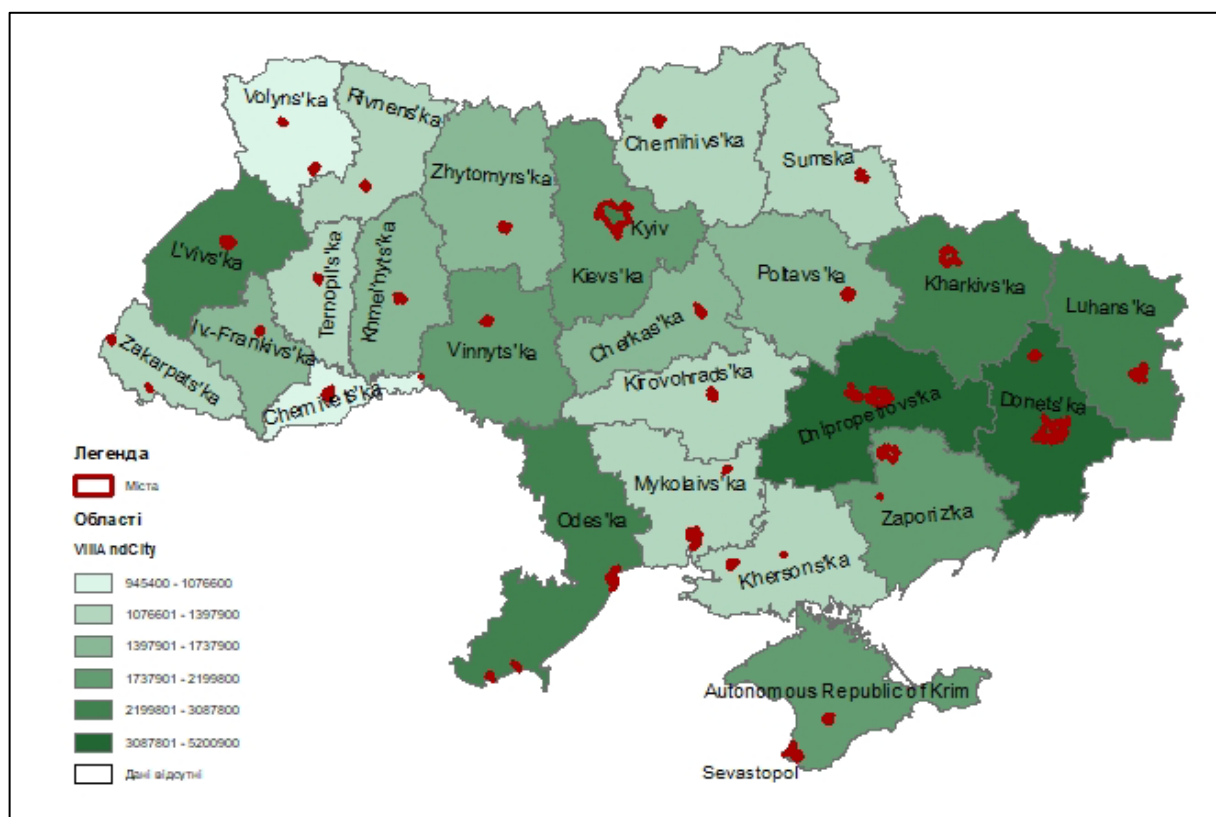 Volyns'ka
Rivnens'ka
Zhytomyrs'ka
Chernihivs'ka
Sumska
Kyiv
L'vivs'ka
Ternopil's'ka
Khmel'nyts'ka
Kievs'ka
Poltavs'ka
Kharkivs'ka
Luhans'ka
Iv.-Frankivs'ka
Vinnyts'ka
Cherkas'ka
Zakarpats'ka
Chernivets'ka
Kirovohrads'ka
Dnipropetrovs'ka
Donets'ka
Mykolaivs'ka
Odes'ka
Zaporiz'ka
Khersons'ka
Autonomous Republic of Krim
Sevastopol
Легенда
Міста
Області
VillAndCity
945400 - 1076600
1076601 - 1397900
1397901 - 1737900
1737901 - 2199800
2199801 - 3087800
3087801 - 5200900
Дані відсутні